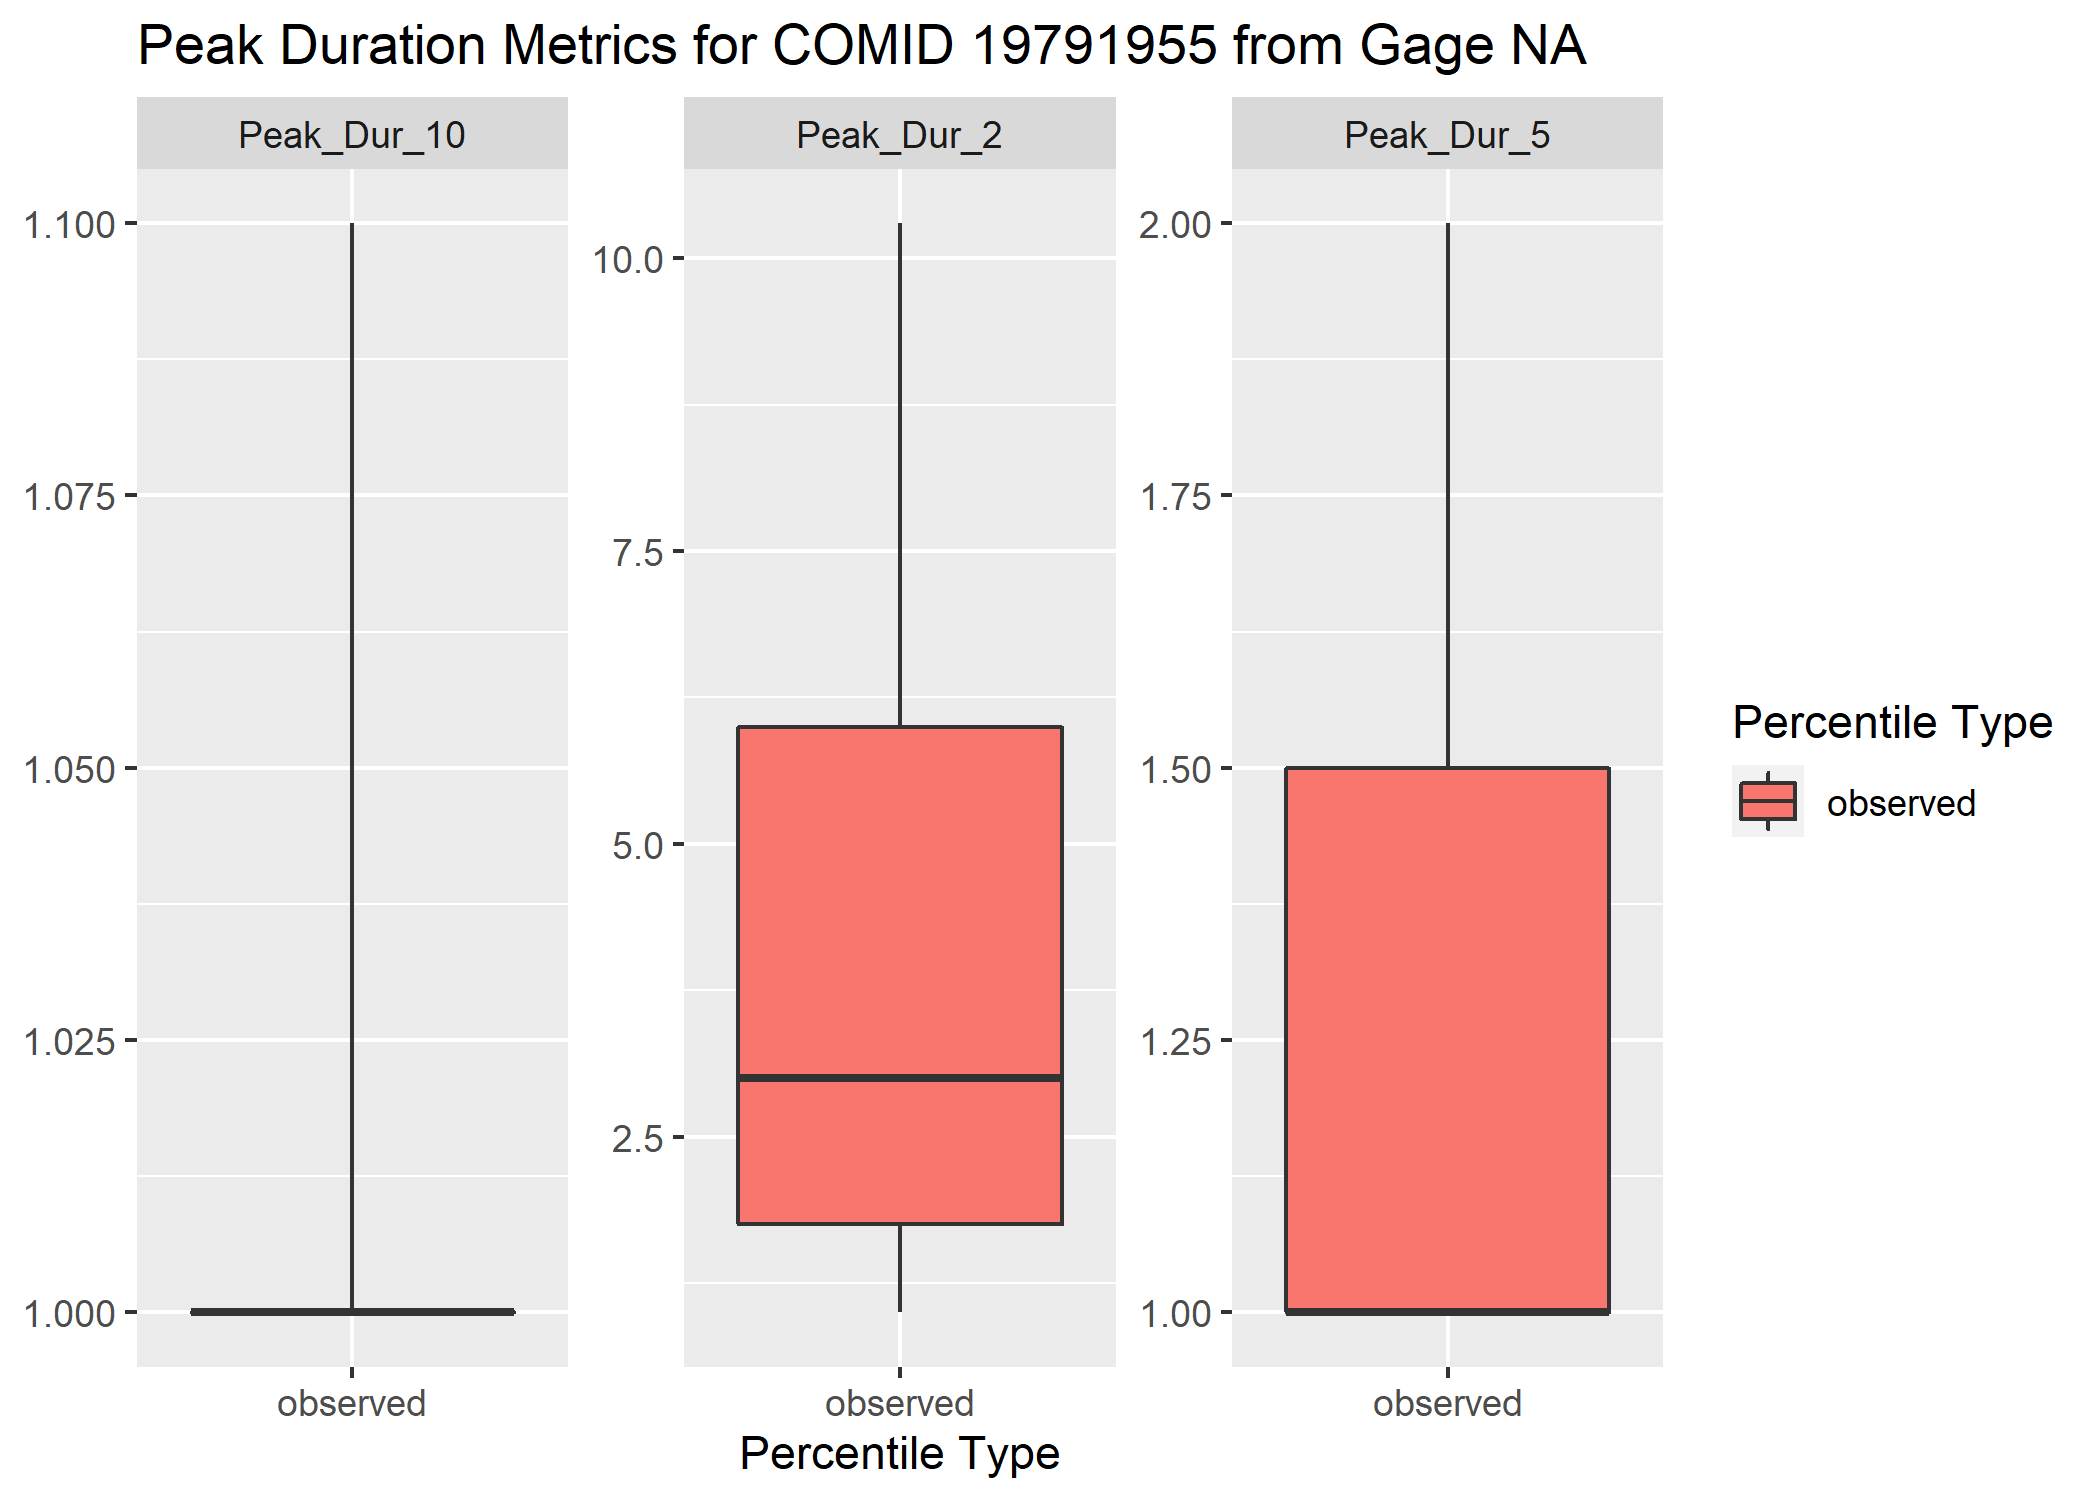 Peak Duration Metrics for COMID 19791955 from Gage NA
Peak_Dur_10
Peak_Dur_2
Peak_Dur_5
1.100
1.075
1.050
1.025
1.000
10.0
7.5
5.0
2.5
2.00
1.75
1.50
1.25
1.00
observed
observed
observed
Percentile Type
Percentile Type
observed